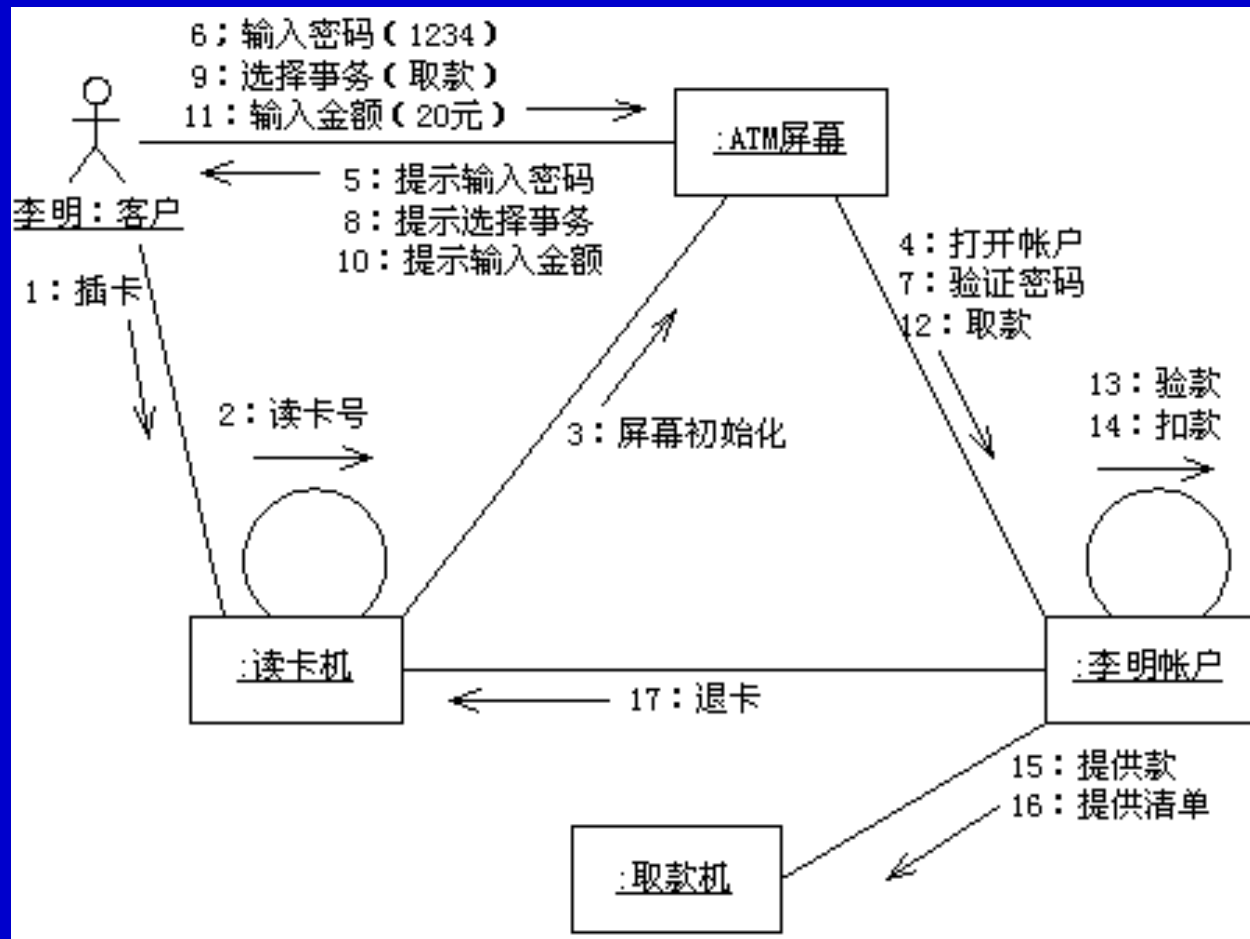 6；输入密码（1234）
9：选择事务（取款）
11：输入金额（20元）
:ATM屏幕
5：提示输入密码
8：提示选择事务
10：提示输入金额
李明：客户
1：插卡
4：打开帐户
7：验证密码
12：取款
2：读卡号
3：屏幕初始化
13：验款
14：扣款
:读卡机
:李明帐户
17：退卡
15：提供款
16：提供清单
:取款机